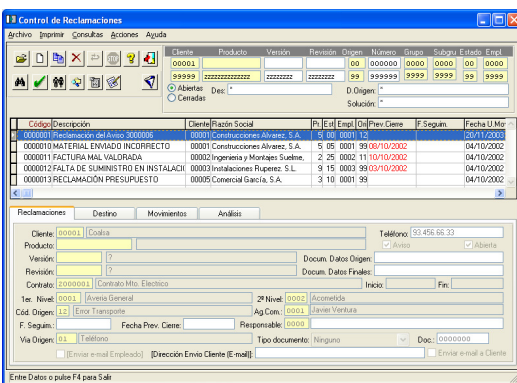 Control de Reclamaciones
Archivo Imprimir Consultas Acciones Ayuda
Cliente Producto Versión Revisión Origen Número Grupo Subgru Estado Empl.
00001 00 000000 0000 0000 00 0000
99999 zzzzzzzzzzzzzzz zzzzzzzz zzzzzzzz 99 999999 9999 9999 99 9999
Abiertas Des: * D.Origen: *
Cerradas Solución: *
Código Descripción Cliente Razón Social Pr. Est Empl. Ori Prev.Cierre F.Seguim. Fecha U.Mo
0000001 Reclamación del Aviso 3000006 00001 Construcciones Alvarez, S.A. 5 00 0001 12 20/11/2003
0000010 MATERIAL ENVIADO INCORRECTO 00001 Construcciones Alvarez, S.A. 5 05 0001 99 08/10/2002 04/10/2002
0000011 FACTURA MAL VALORADA 00002 Ingenieria y Montajes Suelme, 2 25 0002 11 10/10/2002 04/10/2002
0000012 FALTA DE SUMINISTRO EN INSTALACI 00003 Instalaciones Ruperez. S.L. 9 15 0003 99 03/10/2002 04/10/2002
0000013 RECLAMACIÓN PRESUPUESTO 00005 Comercial García, S.A. 3 10 0001 99 04/10/2002
Reclamaciones Destino Movimientos Análisis
Cliente: 00001 Coalsa Teléfono: 93.456.66.33
Producto: Aviso Abierta
Versión: ? Docum. Datos Origen:
Revisión: ? Docum. Datos Finales:
Contrato: 2000001 Contrato Mto. Electrico Inicio: Fin:
1er. Nivel: 0001 Averia General 2º Nivel: 0002 Acometida
Cód. Origen: 12 Error Transporte Ag.Com.: 0001 Javier Ventura
F. Seguim.: Fecha Prev. Cierre: Responsable: 0000
Via Origen: 01 Teléfono Tipo documento: Ninguno Doc.: 0000000
[Enviar e-mail Empleado] [Dirección Envio Cliente (E-mail)]: Enviar e-mail a Cliente
Entre Datos o pulse F4 para Salir